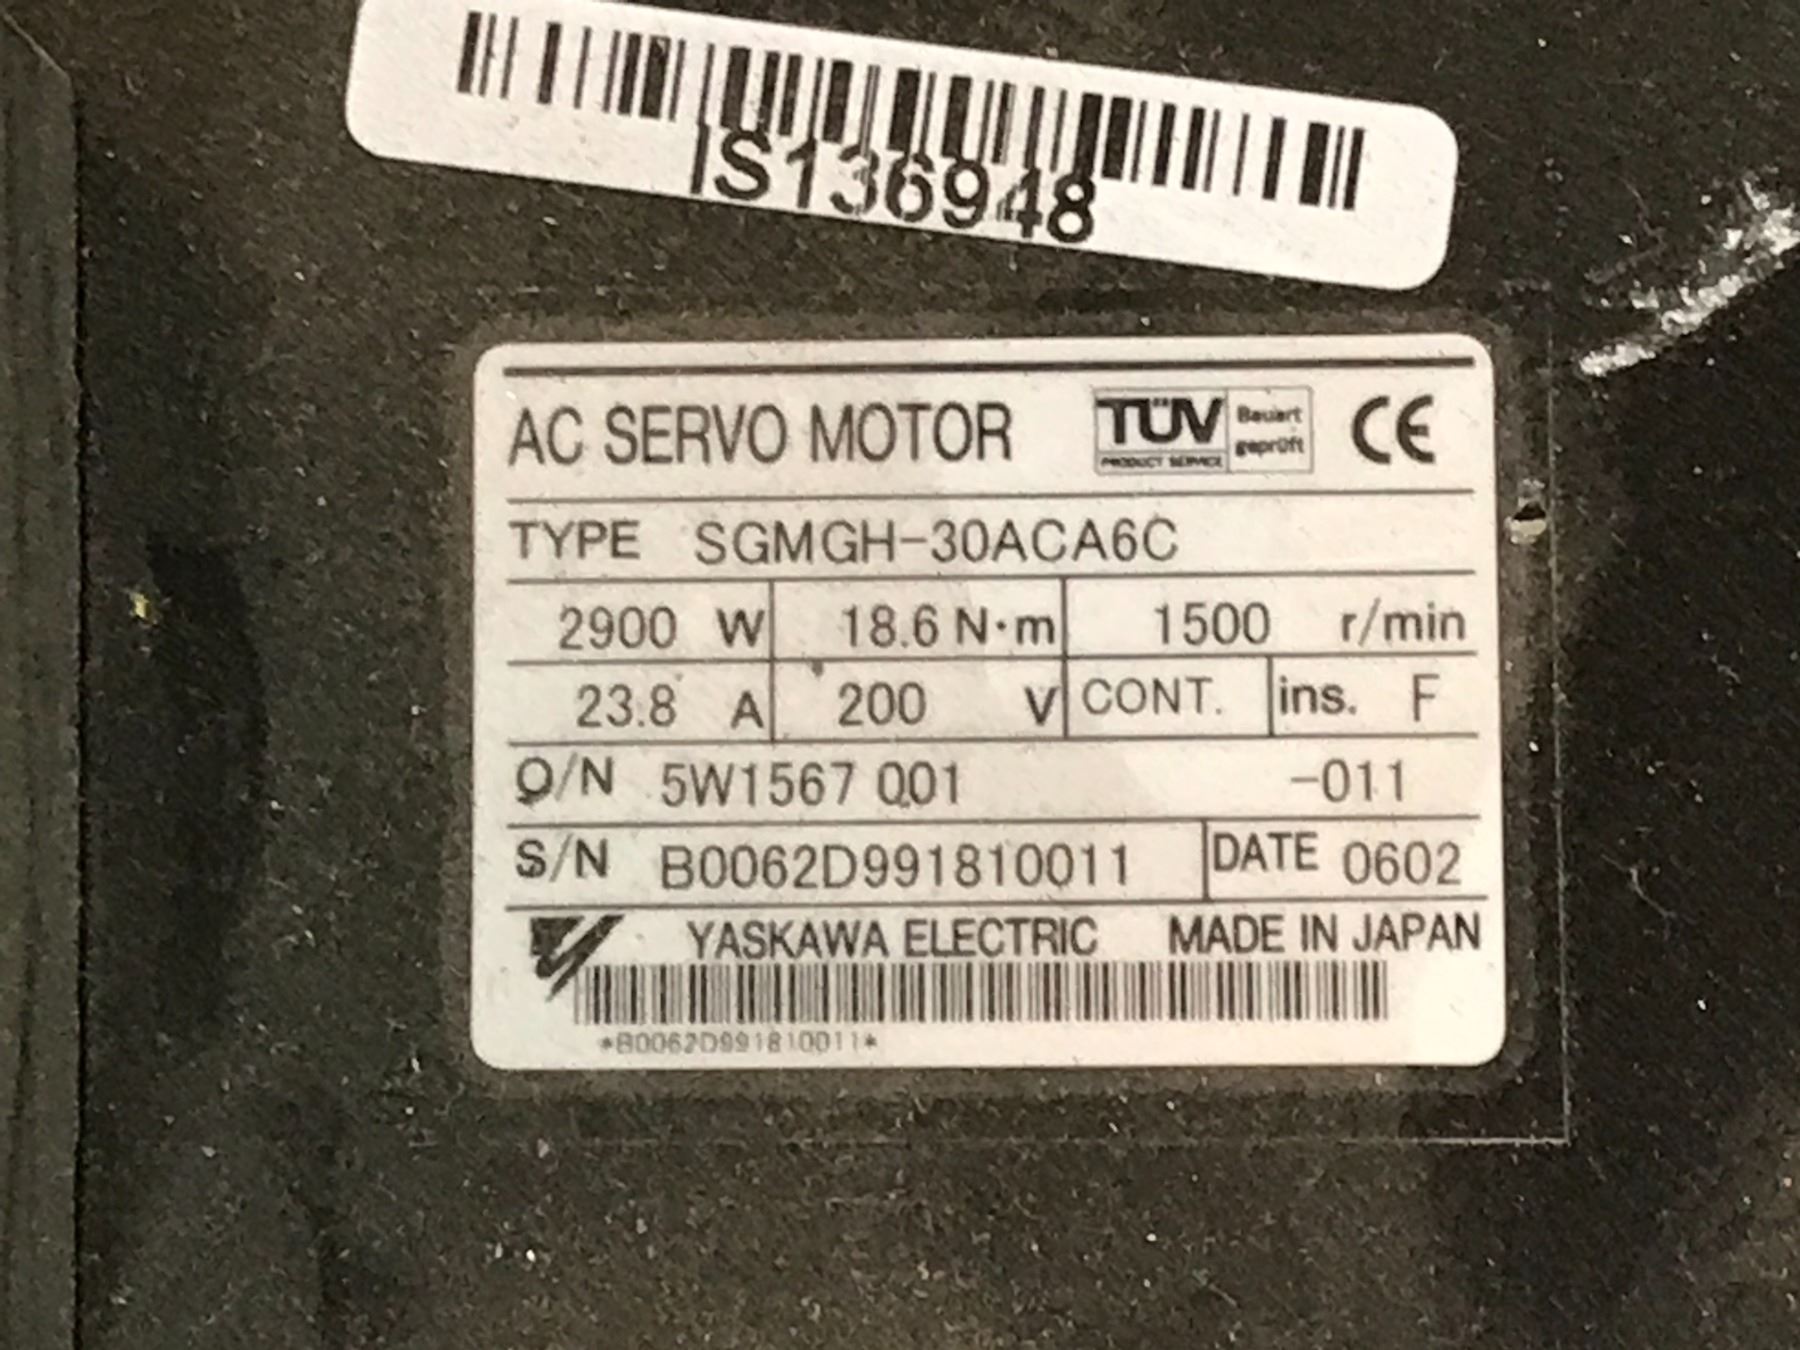 IS136948
AC SERVO MOTOR TÜV PRODUCT SERVICE Bauart geprüft CE
TYPE SGMGH-30ACA6C
2900 W 18.6 N·m 1500 r/min
23.8 A 200 V CONT. ins. F
O/N 5W1567 001 -011
S/N B0062D991810011 DATE 0602
YASKAWA ELECTRIC MADE IN JAPAN
*B0062D991810011*